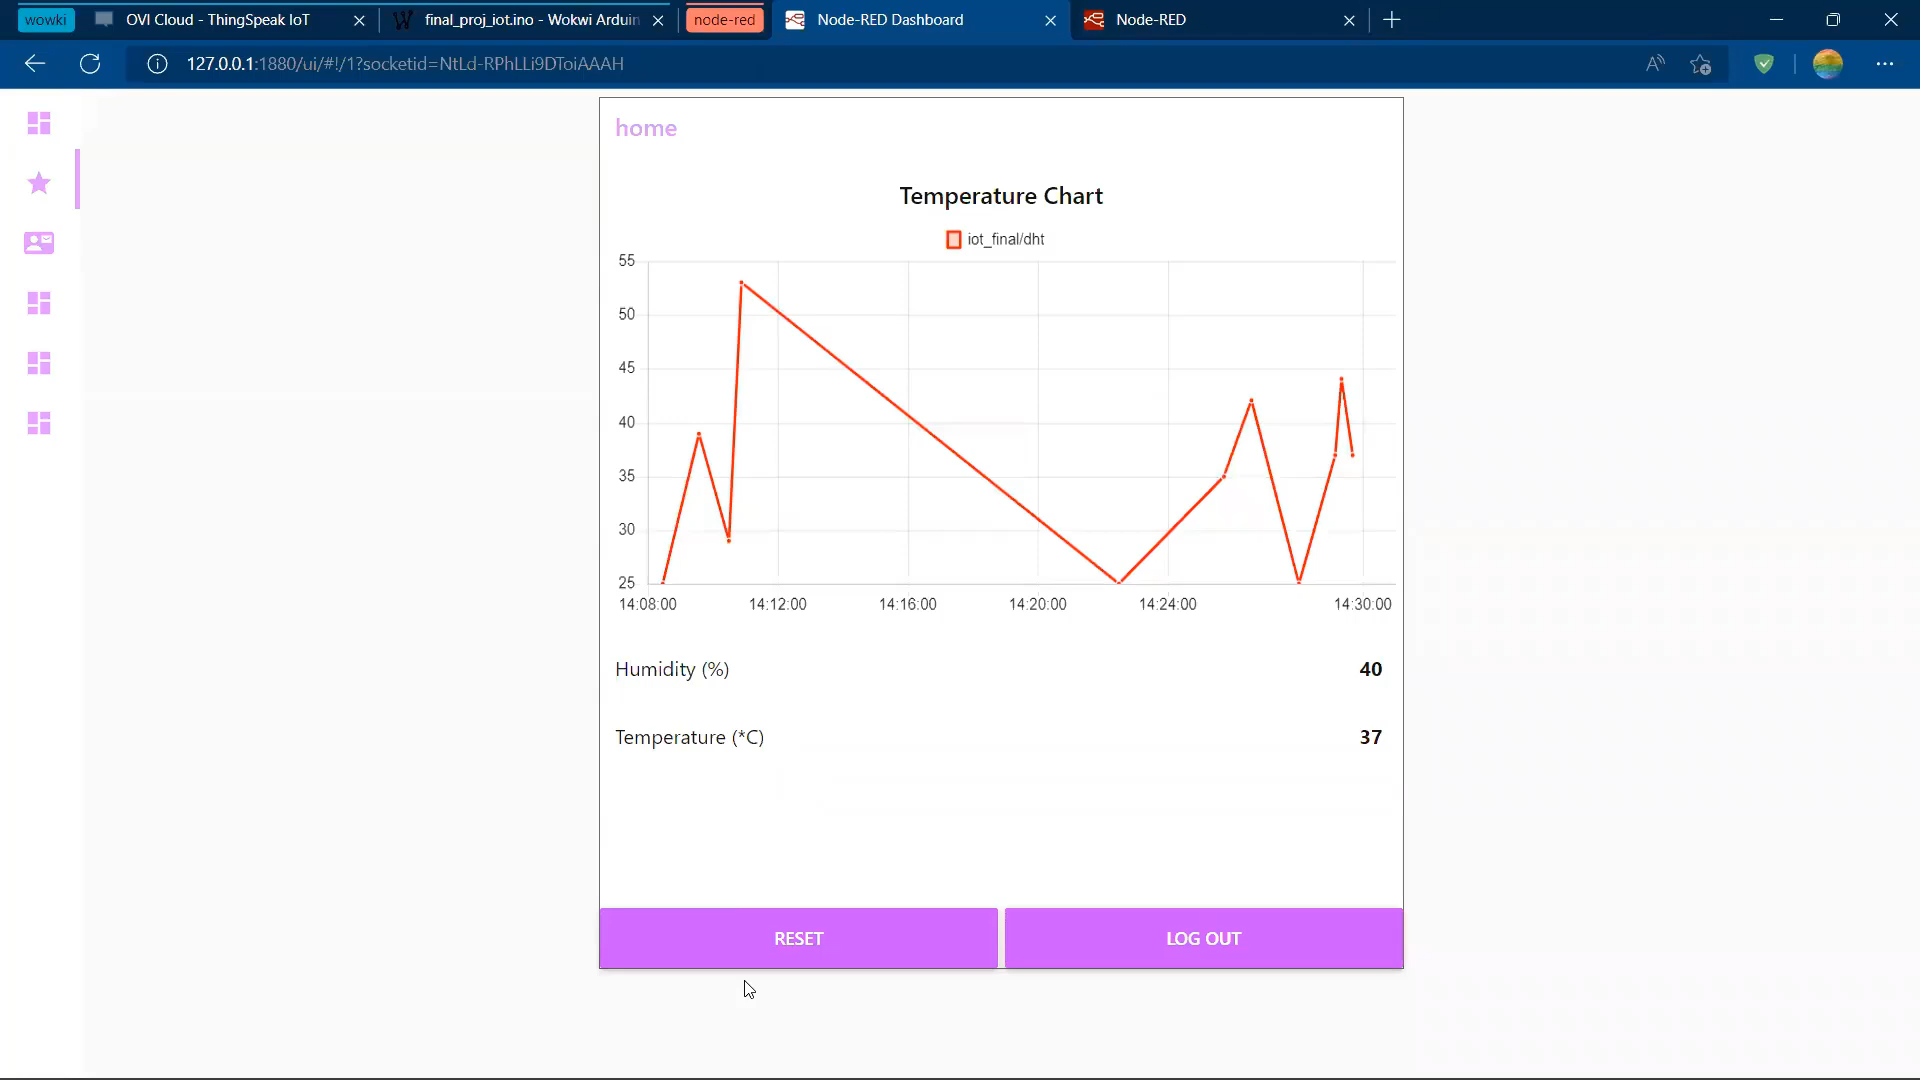 wowki
OVI Cloud - ThingSpeak IoT
final_proj_iot.ino - Wokwi Arduin
node-red
Node-RED Dashboard
Node-RED
127.0.0.1:1880/ui/#!/1?socketid=NtLd-RPhLLi9DToiAAAH
home
Temperature Chart
iot_final/dht
55
50
45
40
35
30
25
14:08:00 14:12:00 14:16:00 14:20:00 14:24:00 14:30:00
Humidity (%) 40
Temperature (*C) 37
RESET LOG OUT